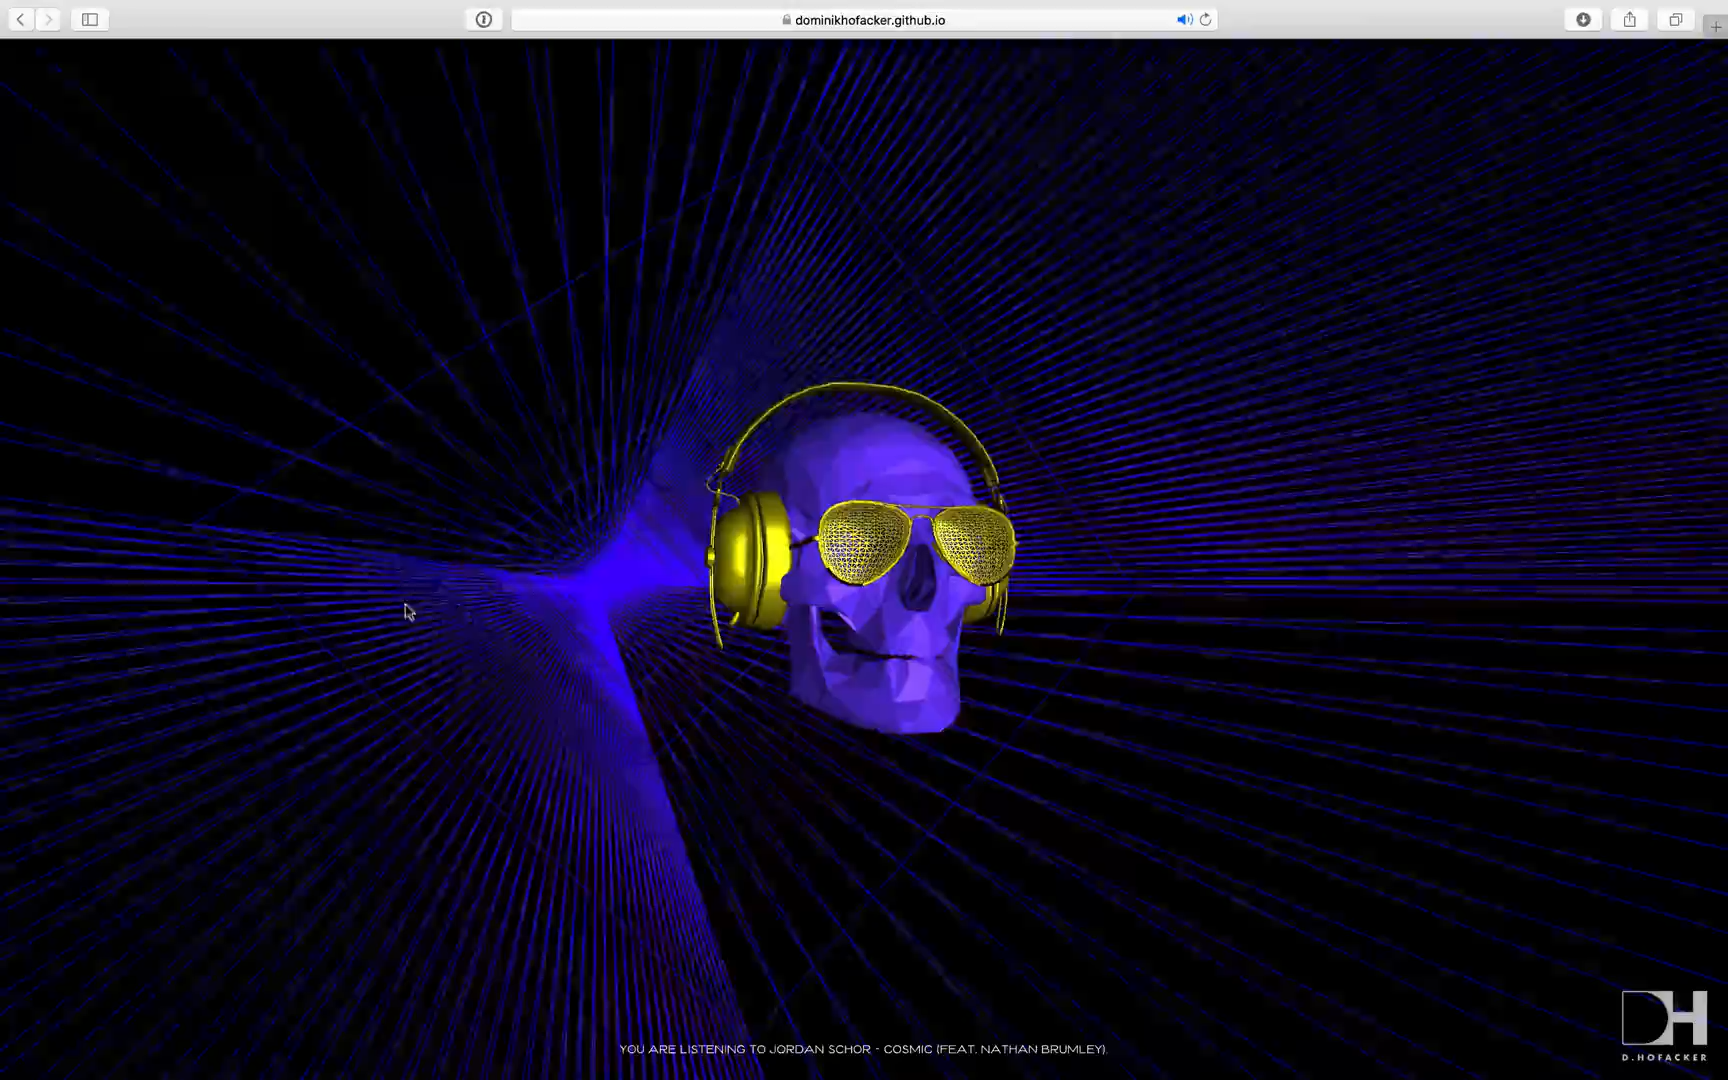 dominikhofacker.github.io
YOU ARE LISTENING TO JORDAN SCHOR - COSMIC (FEAT. NATHAN BRUMLEY).
DH
D.HOFACKER